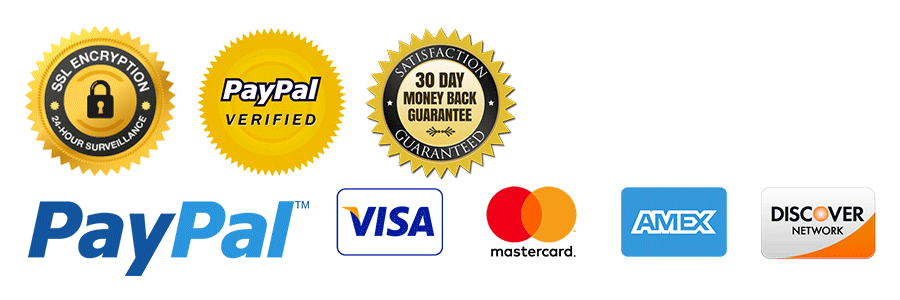 SSL ENCRYPTION
24-HOUR SURVEILLANCE
PayPal
VERIFIED
SATISFACTION
30 DAY
MONEY BACK
GUARANTEE
GUARANTEED
PayPal™
VISA
mastercard.
AMEX
DISCOVER
NETWORK